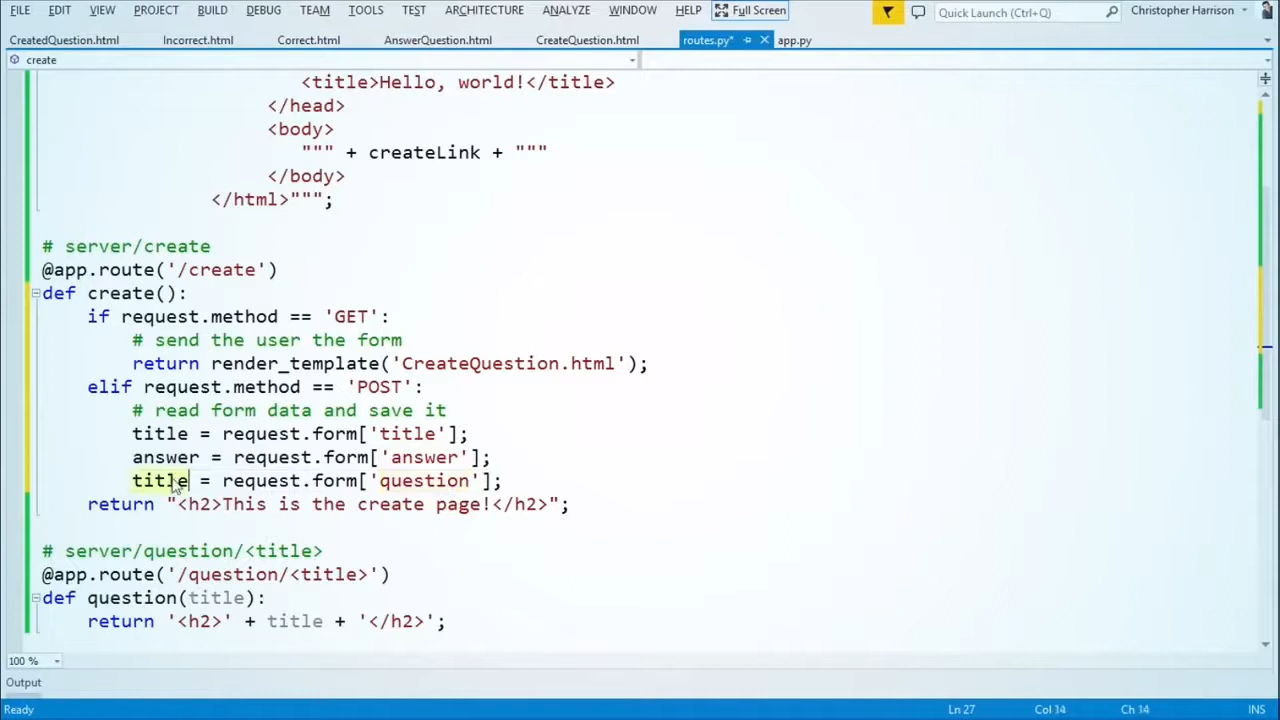 FILE EDIT VIEW PROJECT BUILD DEBUG TEAM TOOLS TEST ARCHITECTURE ANALYZE WINDOW HELP Full Screen Quick Launch (Ctrl+Q) Christopher Harrison
CreatedQuestion.html Incorrect.html Correct.html AnswerQuestion.html CreateQuestion.html routes.py* app.py
create
<title>Hello, world!</title>
</head>
<body>
""" + createLink + """
</body>
</html>""";
# server/create
@app.route('/create')
def create():
if request.method == 'GET':
# send the user the form
return render_template('CreateQuestion.html');
elif request.method == 'POST':
# read form data and save it
title = request.form['title'];
answer = request.form['answer'];
title = request.form['question'];
return "<h2>This is the create page!</h2>";
# server/question/<title>
@app.route('/question/<title>')
def question(title):
return '<h2>' + title + '</h2>';
100 %
Output
Ready Ln 27 Col 14 Ch 14 INS